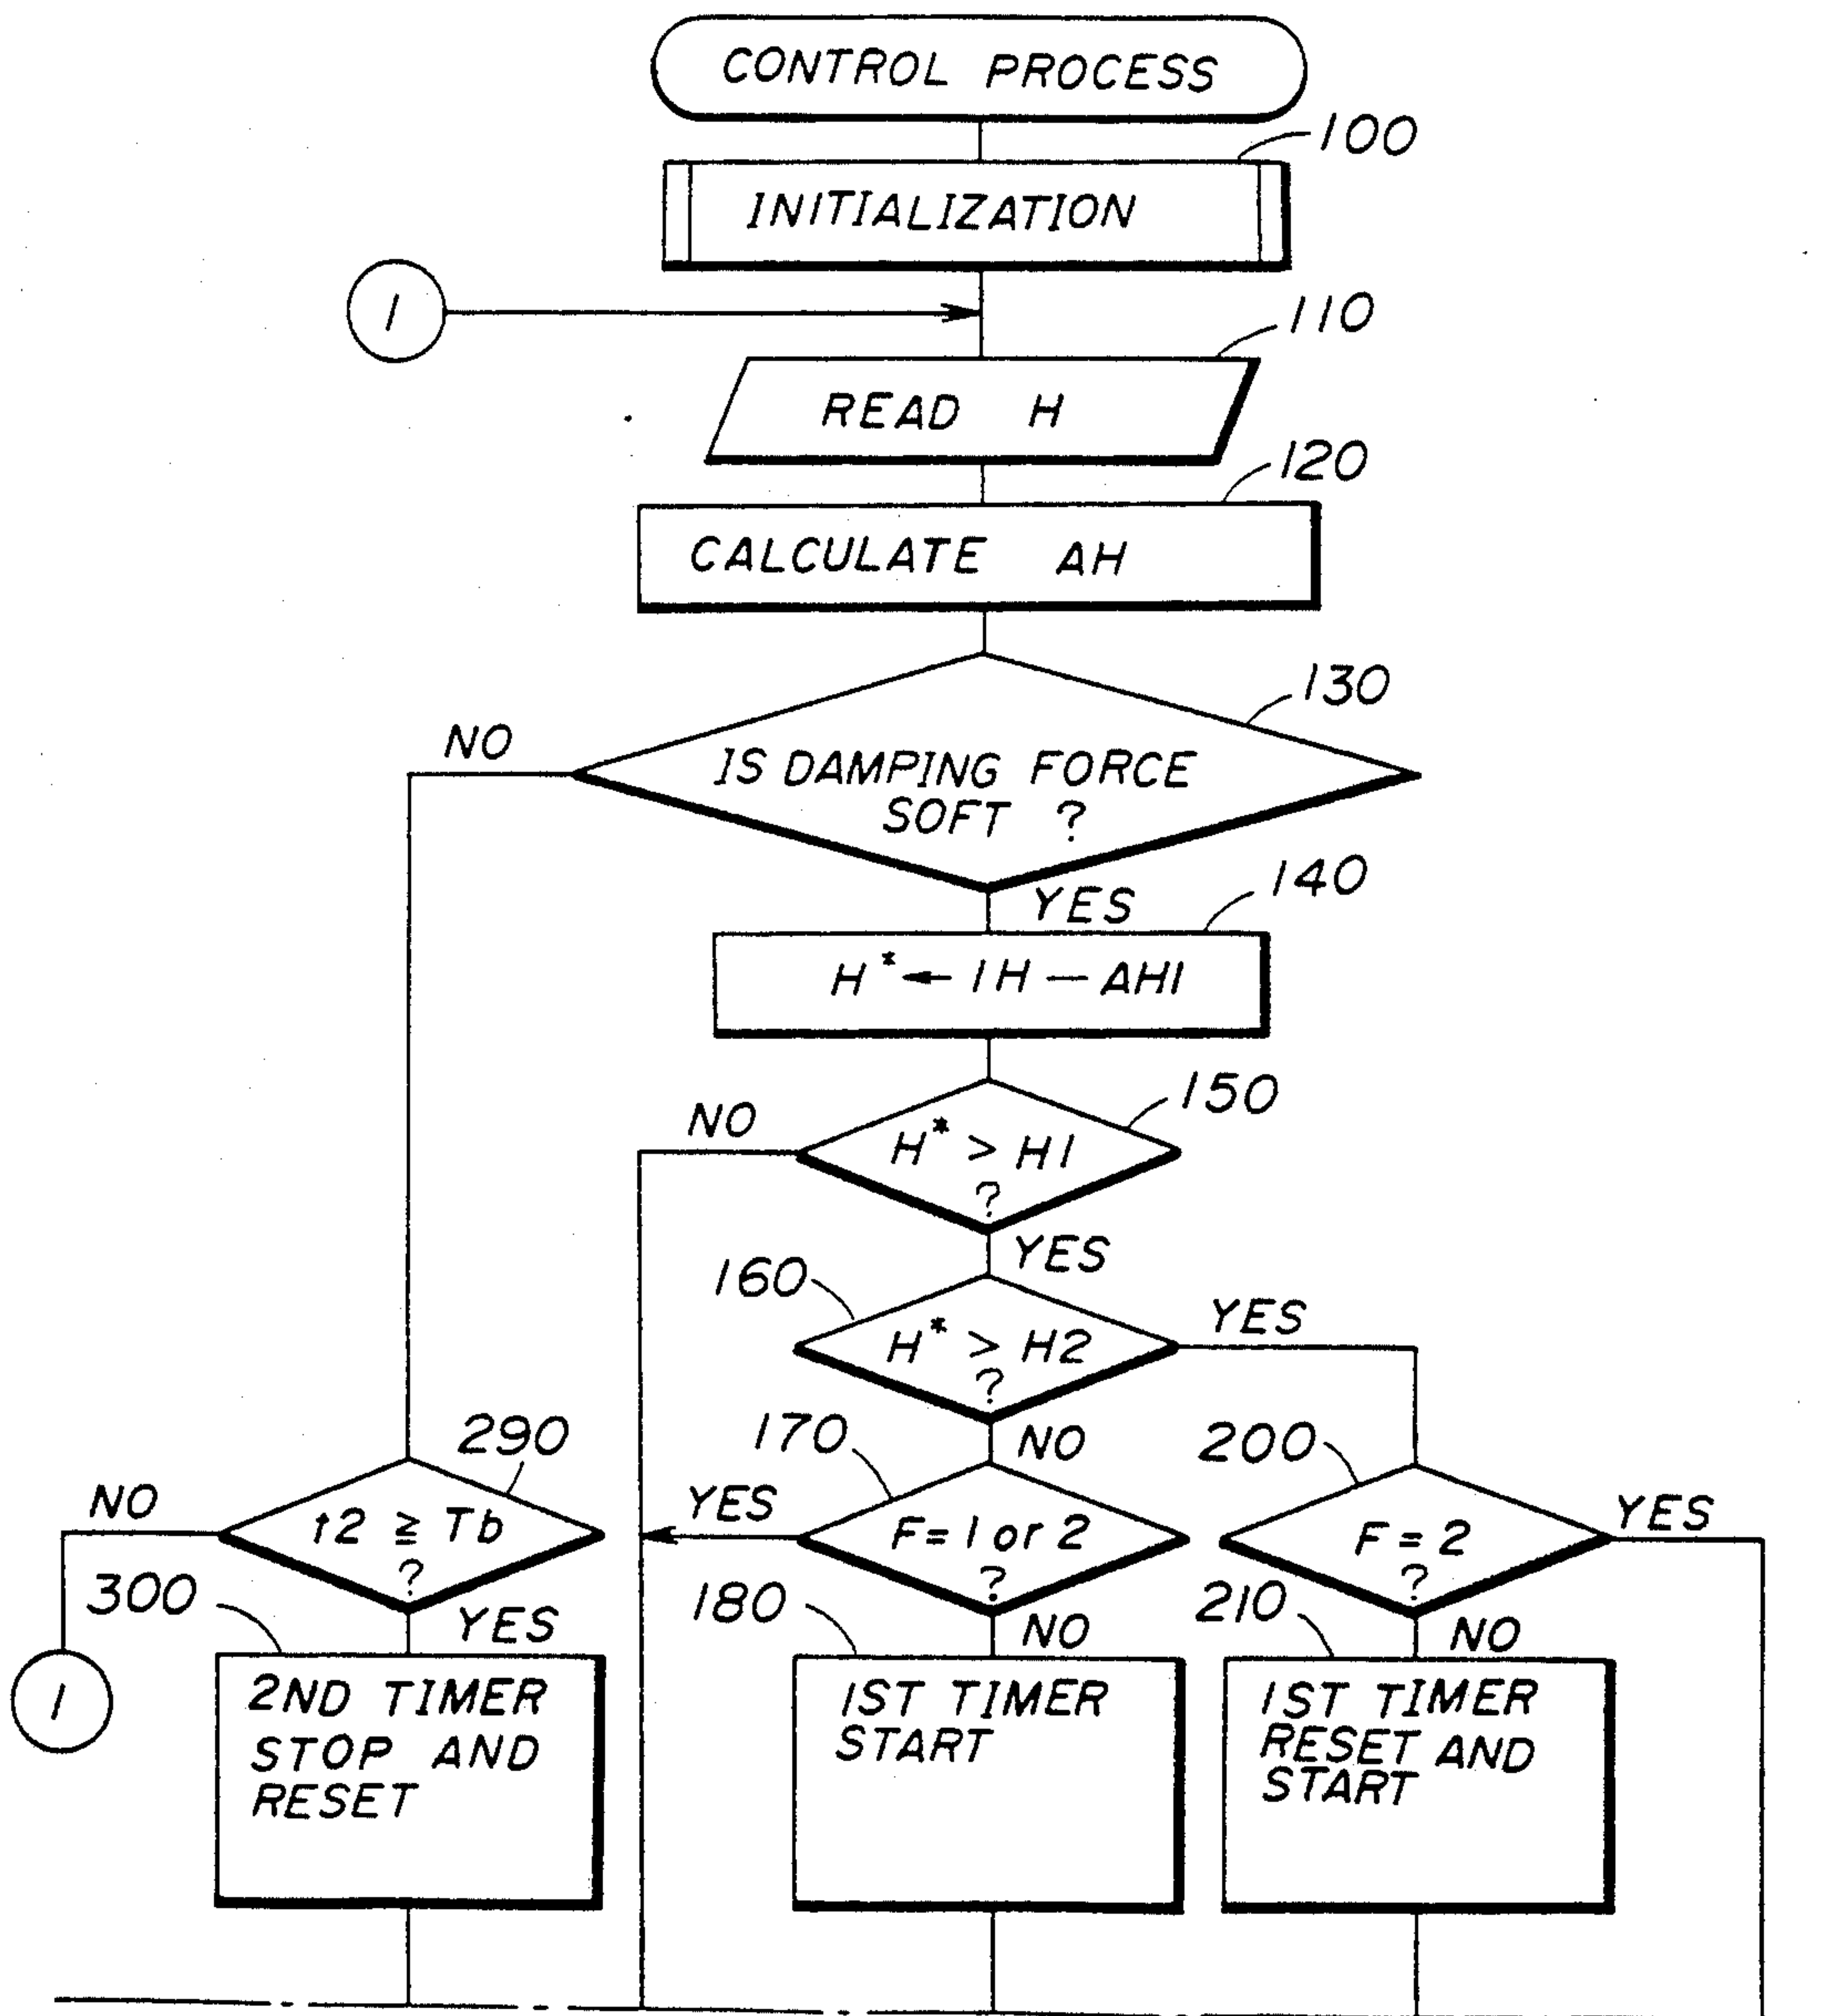 CONTROL PROCESS
100
INITIALIZATION
1
110
READ H
120
CALCULATE AH
130
NO
IS DAMPING FORCE
SOFT ?
YES
140
H* ← |H — AH|
150
NO
H* > H1
?
YES
160
H* > H2
?
YES
NO
170
200
290
NO
t2 ≧ Tb
?
YES
F = 1 or 2
?
F = 2
?
YES
300
YES
180
NO
210
NO
1
2ND TIMER
STOP AND
RESET
1ST TIMER
START
1ST TIMER
RESET AND
START